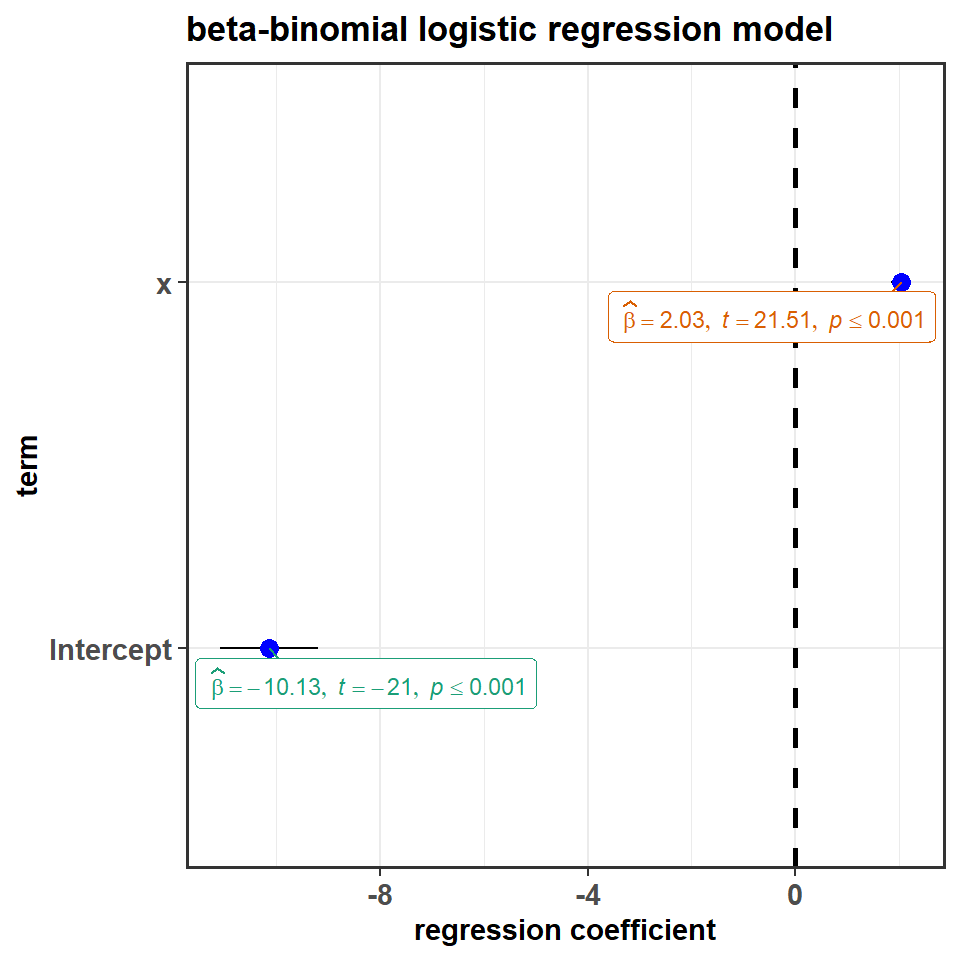 beta-binomial logistic regression model
x
β̂ = 2.03, t = 21.51, p ≤ 0.001
term
Intercept
β̂ = −10.13, t = −21, p ≤ 0.001
-8 -4 0
regression coefficient